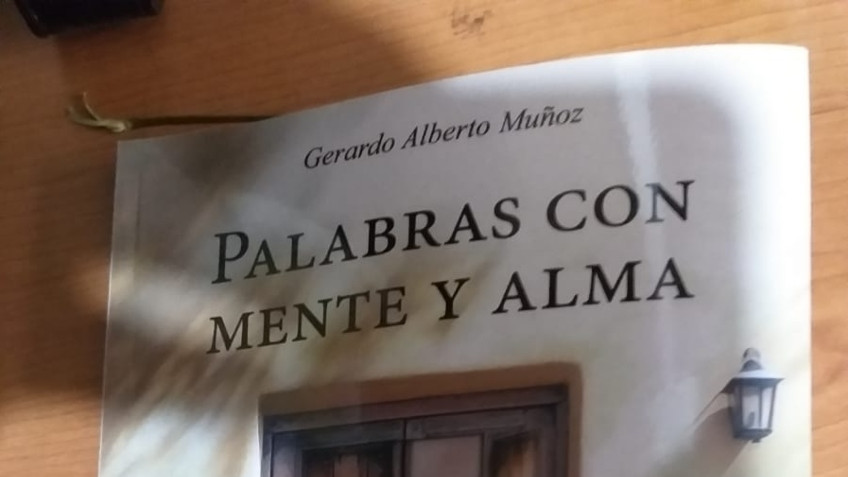 Gerardo Alberto Muñoz
PALABRAS CON
MENTE Y ALMA